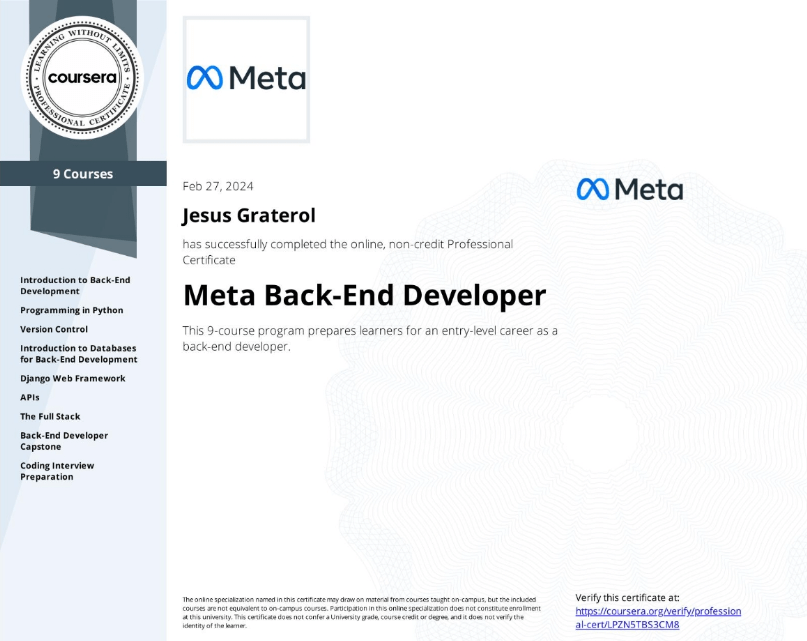 LEARNING WITHOUT LIMITS
coursera
PROFESSIONAL CERTIFICATE
9 Courses
Introduction to Back-End
Development
Programming in Python
Version Control
Introduction to Databases
for Back-End Development
Django Web Framework
APIs
The Full Stack
Back-End Developer
Capstone
Coding Interview
Preparation
Meta
Feb 27, 2024
Jesus Graterol
has successfully completed the online, non-credit Professional
Certificate
Meta Back-End Developer
This 9-course program prepares learners for an entry-level career as a
back-end developer.
Meta
The online specialization named in this certificate may draw on material from courses taught on-campus, but the included
courses are not equivalent to on-campus courses. Participation in this online specialization does not constitute enrollment
at this university. This certificate does not confer a University grade, course credit or degree, and it does not verify the
identity of the learner.
Verify this certificate at:
https://coursera.org/verify/profession
al-cert/LPZN5TBS3CM8